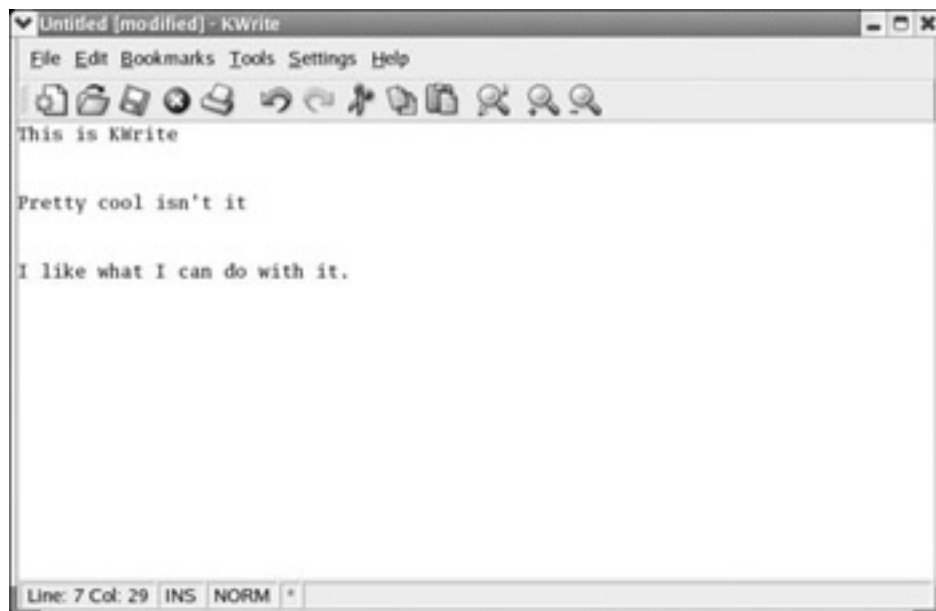 Untitled [modified] - KWrite
File Edit Bookmarks Tools Settings Help
This is KWrite
Pretty cool isn't it
I like what I can do with it.
Line: 7 Col: 29 INS NORM *